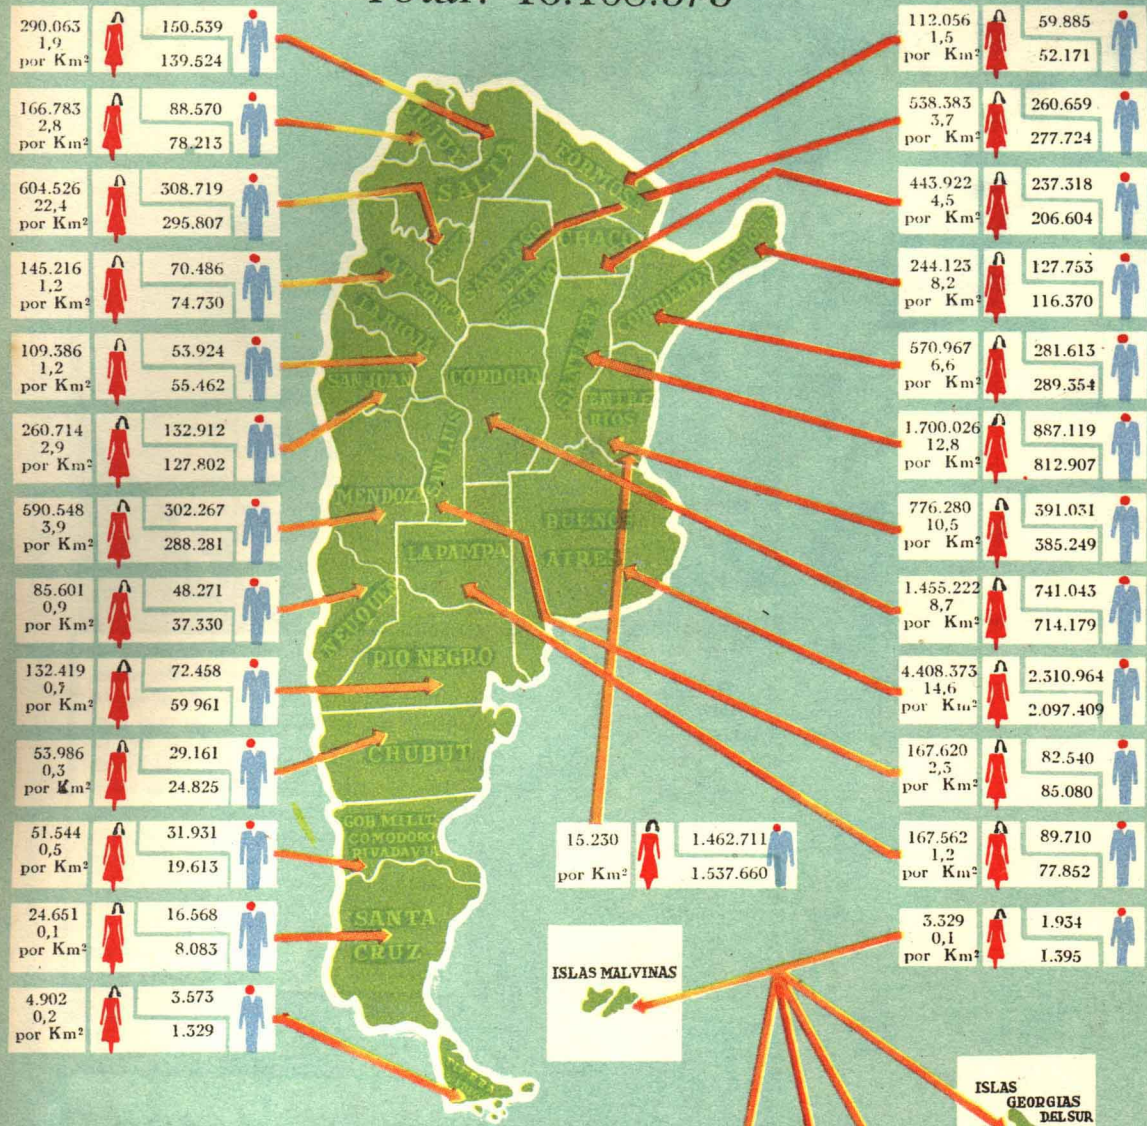 290.063
1,9
por Km²
150.539
139.524
166.783
2,8
por Km²
88.570
78.213
604.526
22,4
por Km²
308.719
295.807
145.216
1,2
por Km²
70.486
74.730
109.386
1,2
por Km²
53.924
55.462
260.714
2,9
por Km²
132.912
127.802
590.548
3,9
por Km²
302.267
288.281
85.601
0,9
por Km²
48.271
37.330
132.419
0,7
por Km²
72.458
59 961
53.986
0,3
por Km²
29.161
24.825
51.544
0,5
por Km²
31.931
19.613
24.651
0,1
por Km²
16.568
8.083
4.902
0,2
por Km²
3.573
1.329
JUJUY
SALTA
FORMOSA
CHACO
SANTIAGO
DEL
ESTERO
CATAMARCA
LA RIOJA
SAN JUAN
CORDOBA
SANTA FE
CORRIENTES
MISIONES
ENTRE
RIOS
SAN LUIS
MENDOZA
BUENOS
AIRES
LA PAMPA
NEUQUEN
RIO NEGRO
CHUBUT
GOB MILIT.
COMODORO
RIVADAVIA
SANTA
CRUZ
15.230
por Km²
1.462.711
1.537.660
ISLAS MALVINAS
112.056
1,5
por Km²
59.885
52.171
538.383
3,7
por Km²
260.659
277.724
443.922
4,5
por Km²
237.318
206.604
244.123
8,2
por Km²
127.753
116.370
570.967
6,6
por Km²
281.613
289.354
1.700.026
12,8
por Km²
887.119
812.907
776.280
10,5
por Km²
391.031
385.249
1.455.222
8,7
por Km²
741.043
714.179
4.408.373
14,6
por Km²
2.310.964
2.097.409
167.620
2,5
por Km²
82.540
85.080
167.562
1,2
por Km²
89.710
77.852
3.329
0,1
por Km²
1.934
1.395
ISLAS
GEORGIAS
DEL SUR